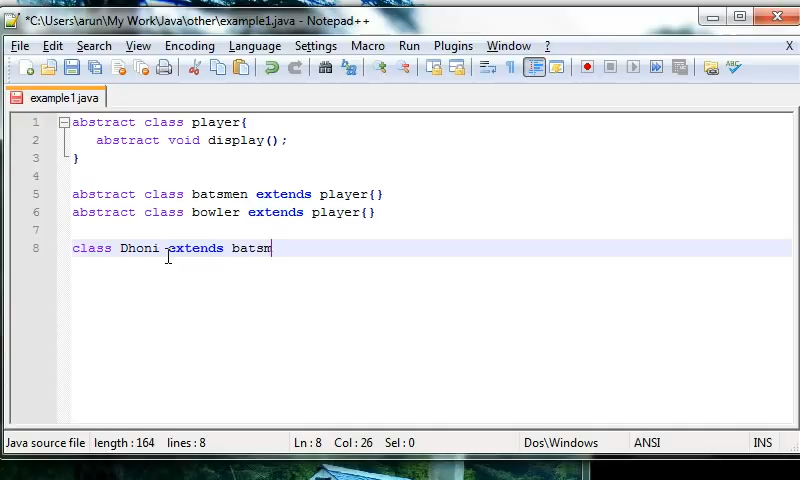 *C:\Users\arun\My Work\Java\other\example1.java - Notepad++
File Edit Search View Encoding Language Settings Macro Run Plugins Window ? X
example1.java
1 abstract class player{
2 abstract void display();
3 }
4
5 abstract class batsmen extends player{}
6 abstract class bowler extends player{}
7
8 class Dhoni extends batsm
Java source file length : 164 lines : 8 Ln : 8 Col : 26 Sel : 0 Dos\Windows ANSI INS